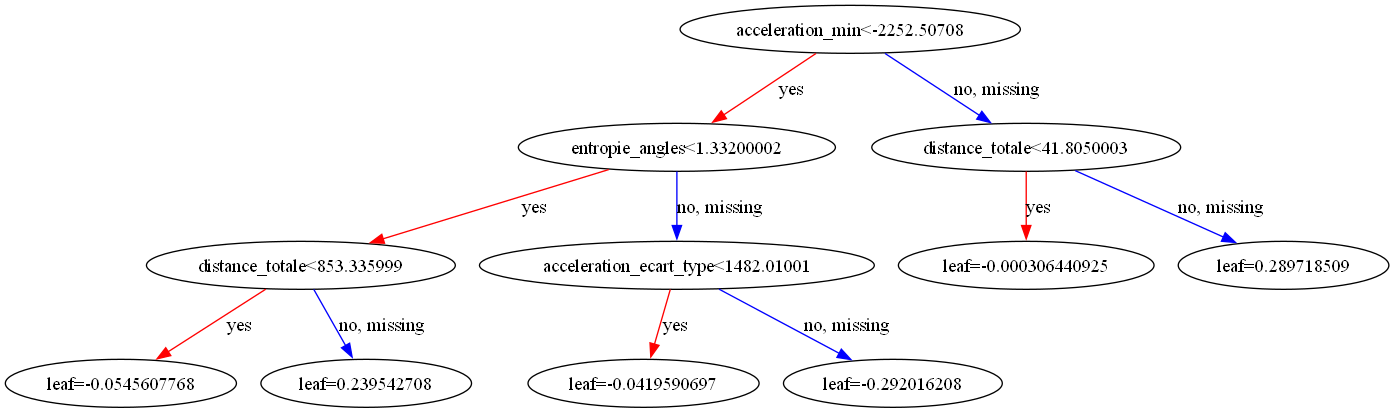 acceleration_min<-2252.50708
yes
no, missing
entropie_angles<1.33200002
distance_totale<41.8050003
yes
no, missing
yes
no, missing
distance_totale<853.335999
acceleration_ecart_type<1482.01001
leaf=-0.000306440925
leaf=0.289718509
yes
no, missing
yes
no, missing
leaf=-0.0545607768
leaf=0.239542708
leaf=-0.0419590697
leaf=-0.292016208